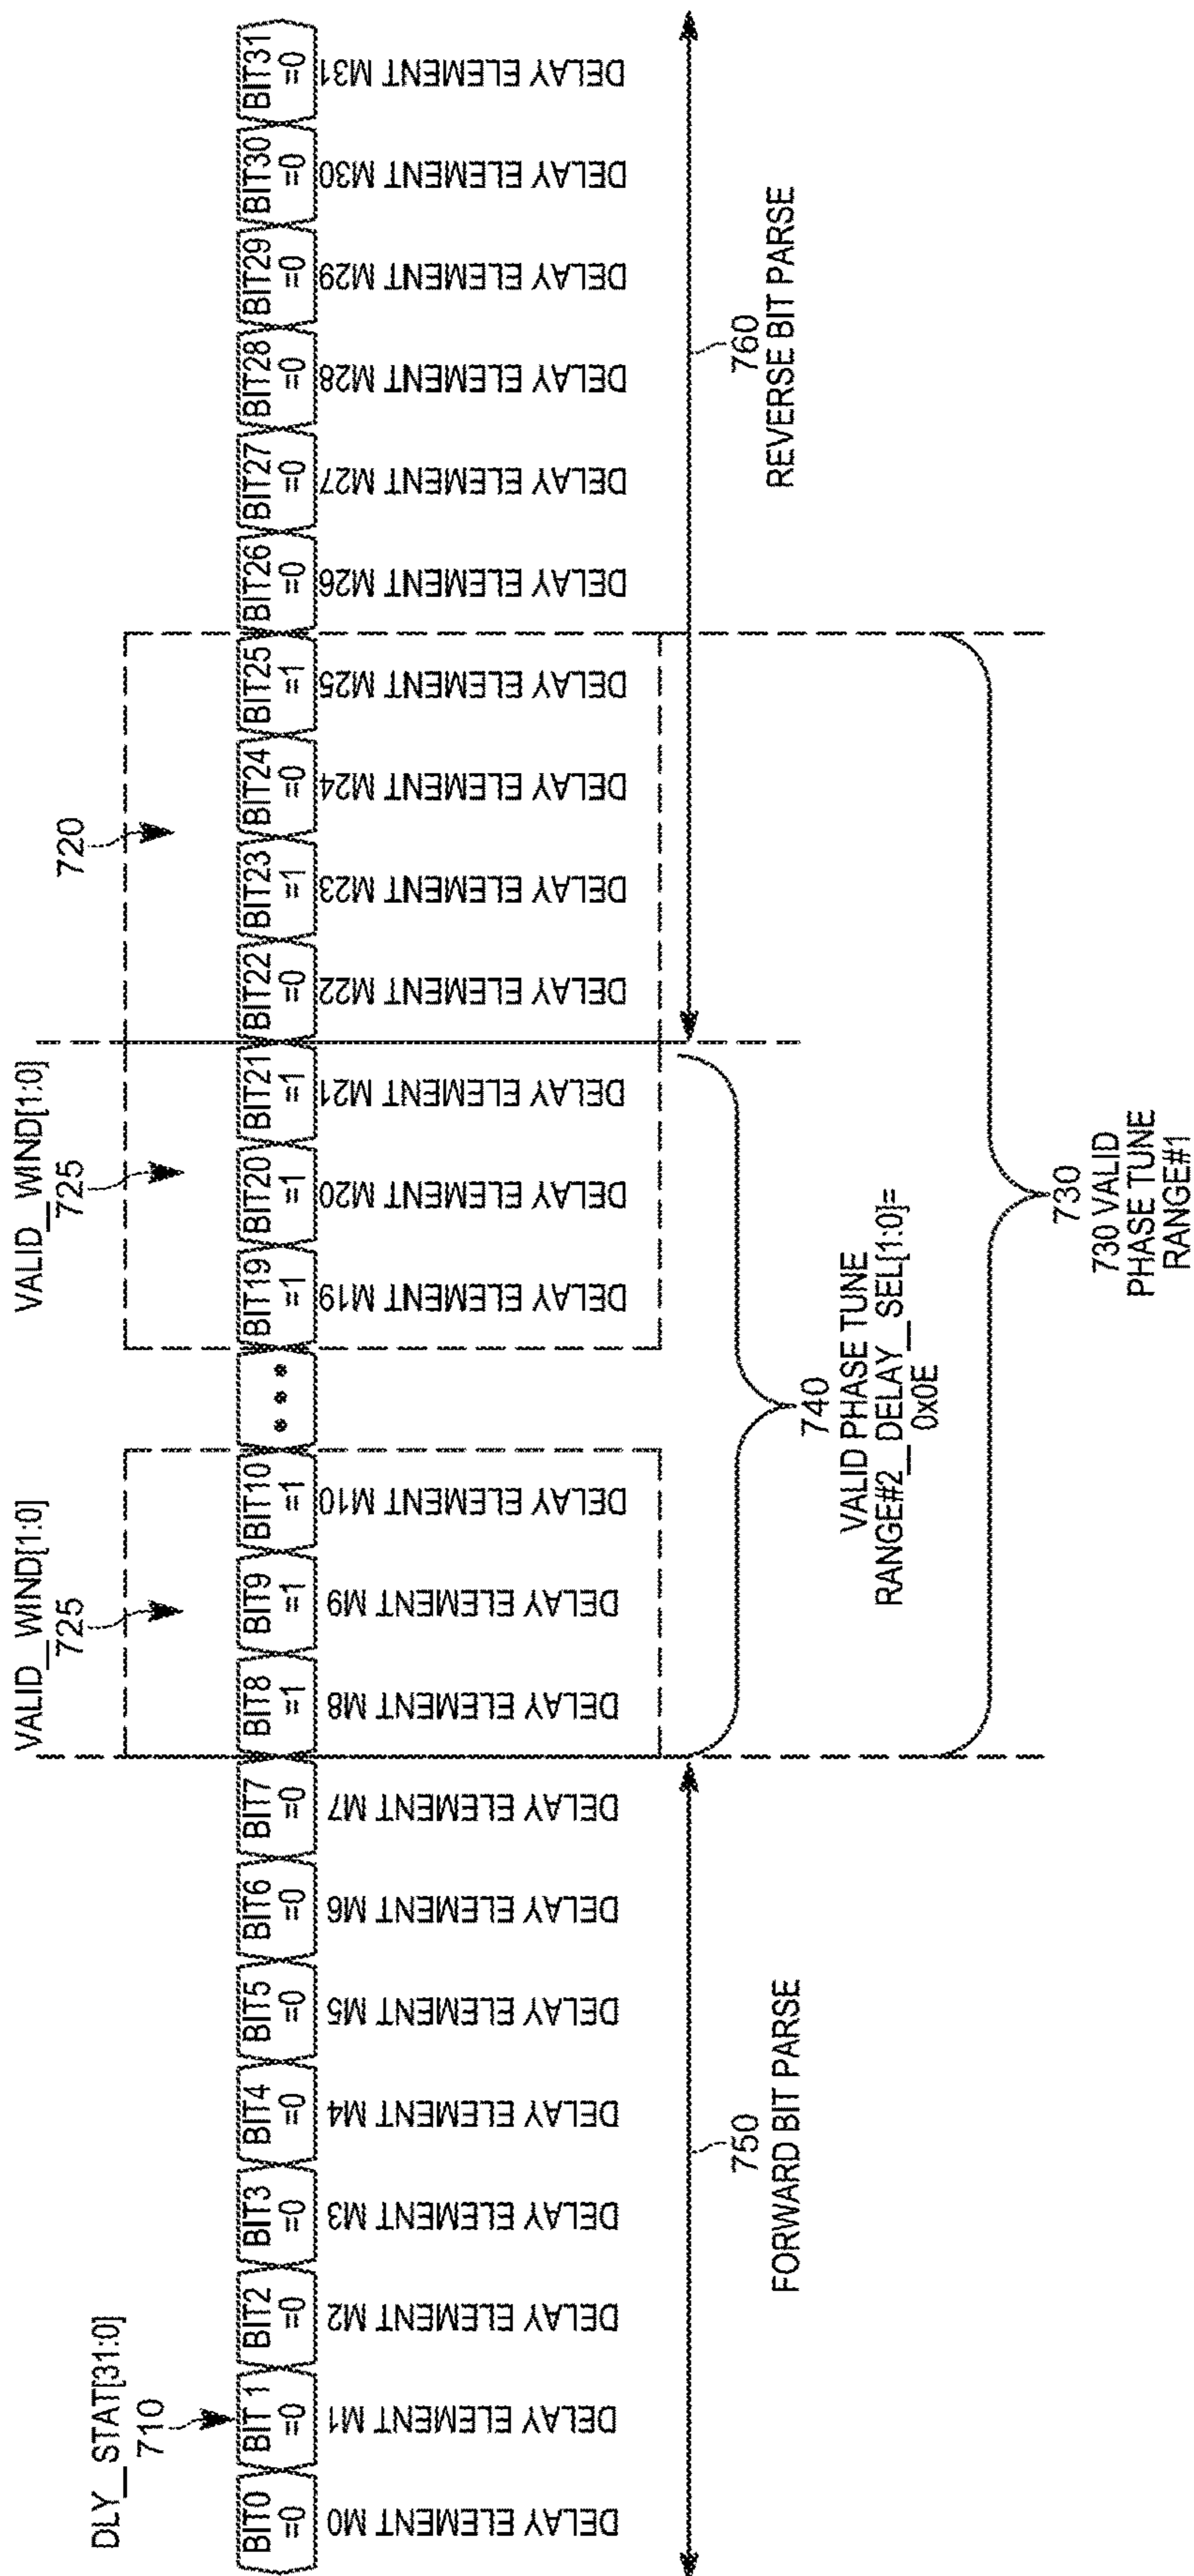 DLY_STAT[31:0]
710
VALID_WIND[1:0]
725
VALID_WIND[1:0]
725
720
BIT0
=0
BIT 1
=0
BIT2
=0
BIT3
=0
BIT4
=0
BIT5
=0
BIT6
=0
BIT7
=0
BIT8
=1
BIT9
=1
BIT10
=1
•••
BIT19
=1
BIT20
=1
BIT21
=1
BIT22
=0
BIT23
=1
BIT24
=0
BIT25
=1
BIT26
=0
BIT27
=0
BIT28
=0
BIT29
=0
BIT30
=0
BIT31
=0
DELAY ELEMENT M0
DELAY ELEMENT M1
DELAY ELEMENT M2
DELAY ELEMENT M3
DELAY ELEMENT M4
DELAY ELEMENT M5
DELAY ELEMENT M6
DELAY ELEMENT M7
DELAY ELEMENT M8
DELAY ELEMENT M9
DELAY ELEMENT M10
DELAY ELEMENT M19
DELAY ELEMENT M20
DELAY ELEMENT M21
DELAY ELEMENT M22
DELAY ELEMENT M23
DELAY ELEMENT M24
DELAY ELEMENT M25
DELAY ELEMENT M26
DELAY ELEMENT M27
DELAY ELEMENT M28
DELAY ELEMENT M29
DELAY ELEMENT M30
DELAY ELEMENT M31
750
FORWARD BIT PARSE
760
REVERSE BIT PARSE
740
VALID PHASE TUNE
RANGE#2_DELAY_SEL[1:0]=
0x0E
730
730 VALID
PHASE TUNE
RANGE#1